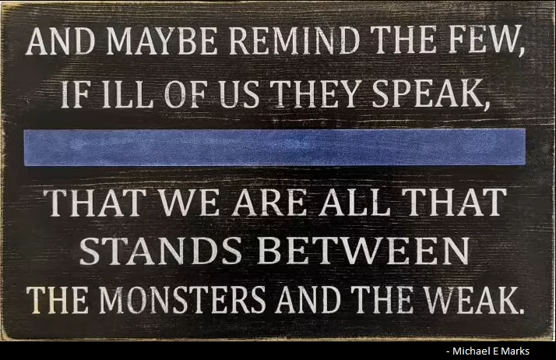 AND MAYBE REMIND THE FEW,
IF ILL OF US THEY SPEAK,
THAT WE ARE ALL THAT
STANDS BETWEEN
THE MONSTERS AND THE WEAK.
- Michael E Marks